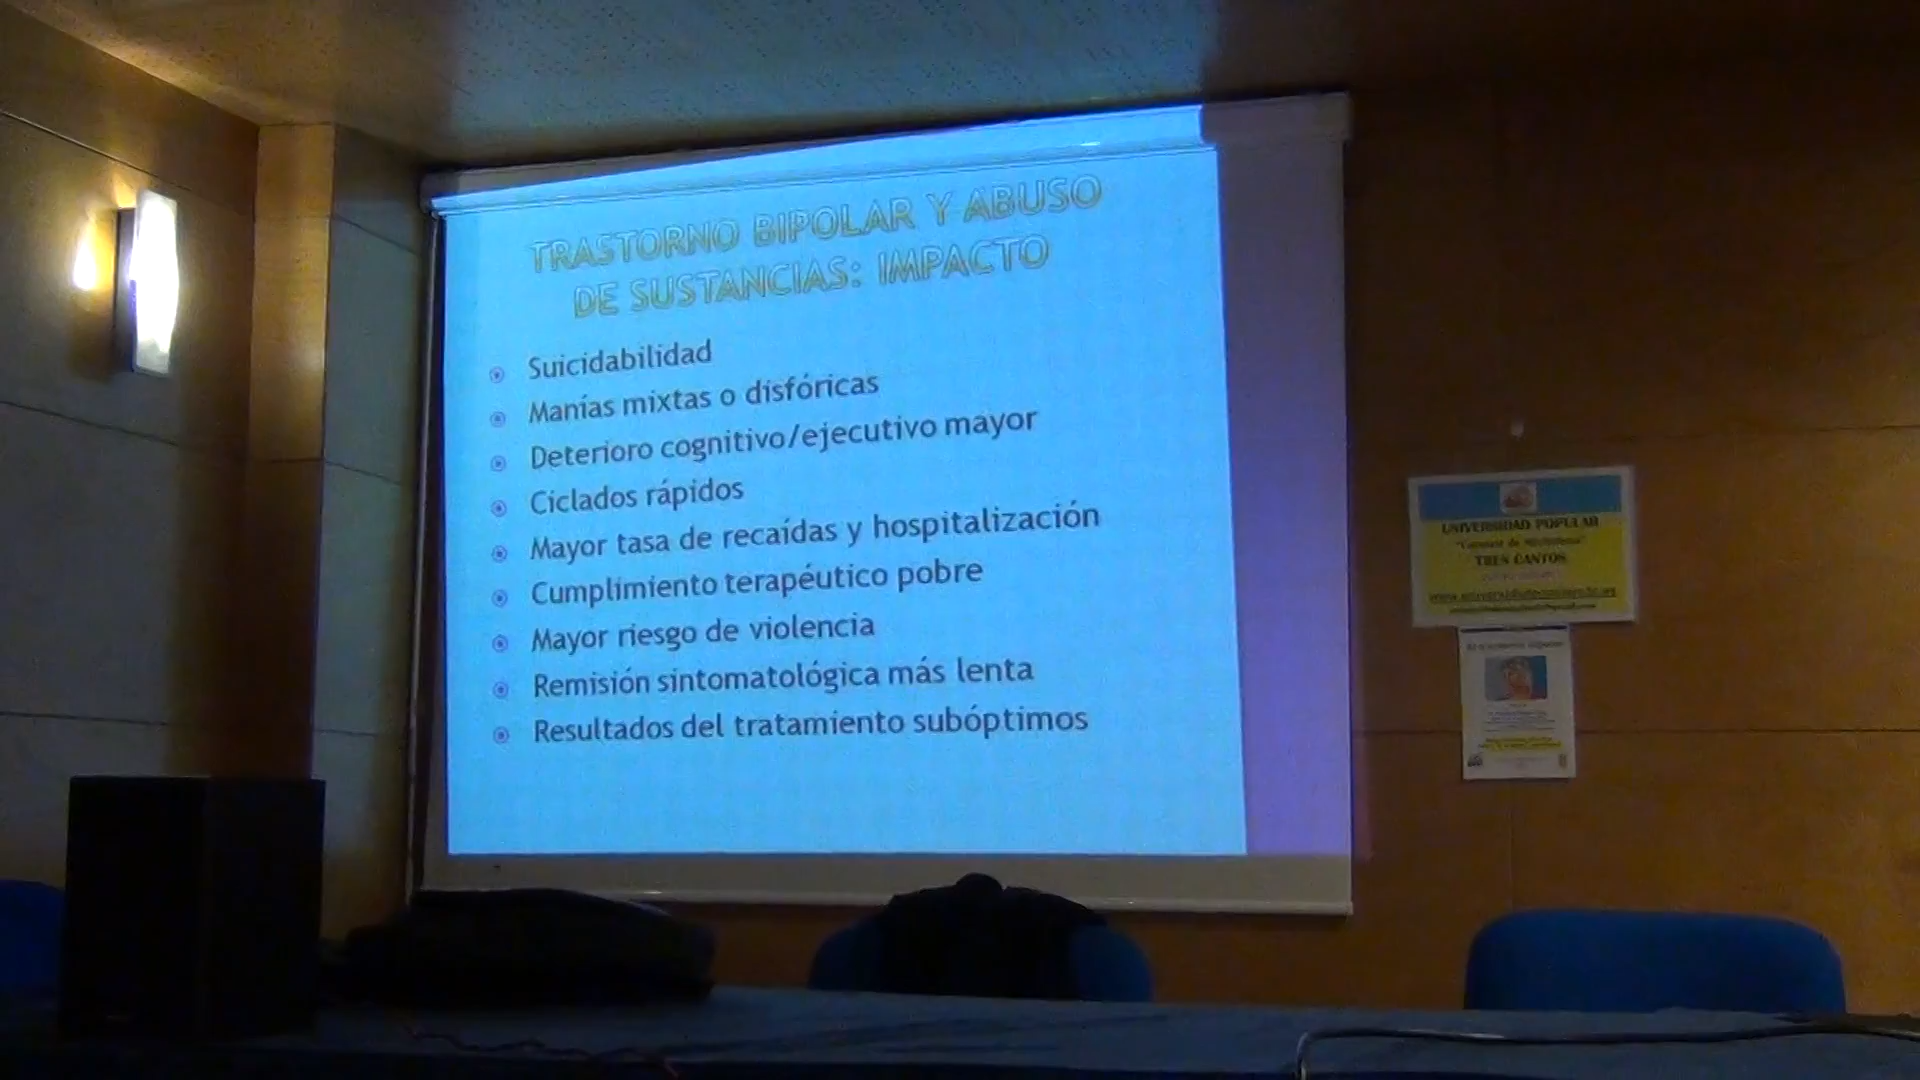 TRASTORNO BIPOLAR Y ABUSO
DE SUSTANCIAS: IMPACTO
Suicidabilidad
Manías mixtas o disfóricas
Deterioro cognitivo/ejecutivo mayor
Ciclados rápidos
Mayor tasa de recaídas y hospitalización
Cumplimiento terapéutico pobre
Mayor riesgo de violencia
Remisión sintomatológica más lenta
Resultados del tratamiento subóptimos
UNIVERSIDAD POPULAR
TRES CANTOS